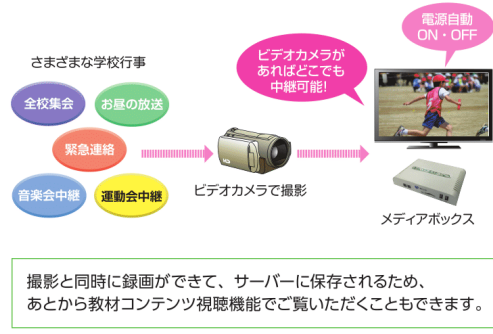 電源自動
ON・OFF
さまざまな学校行事
ビデオカメラが
あればどこでも
中継可能!
全校集会
お昼の放送
緊急連絡
音楽会中継
運動会中継
ビデオカメラで撮影
メディアボックス
撮影と同時に録画ができて、サーバーに保存されるため、
あとから教材コンテンツ視聴機能でご覧いただくこともできます。